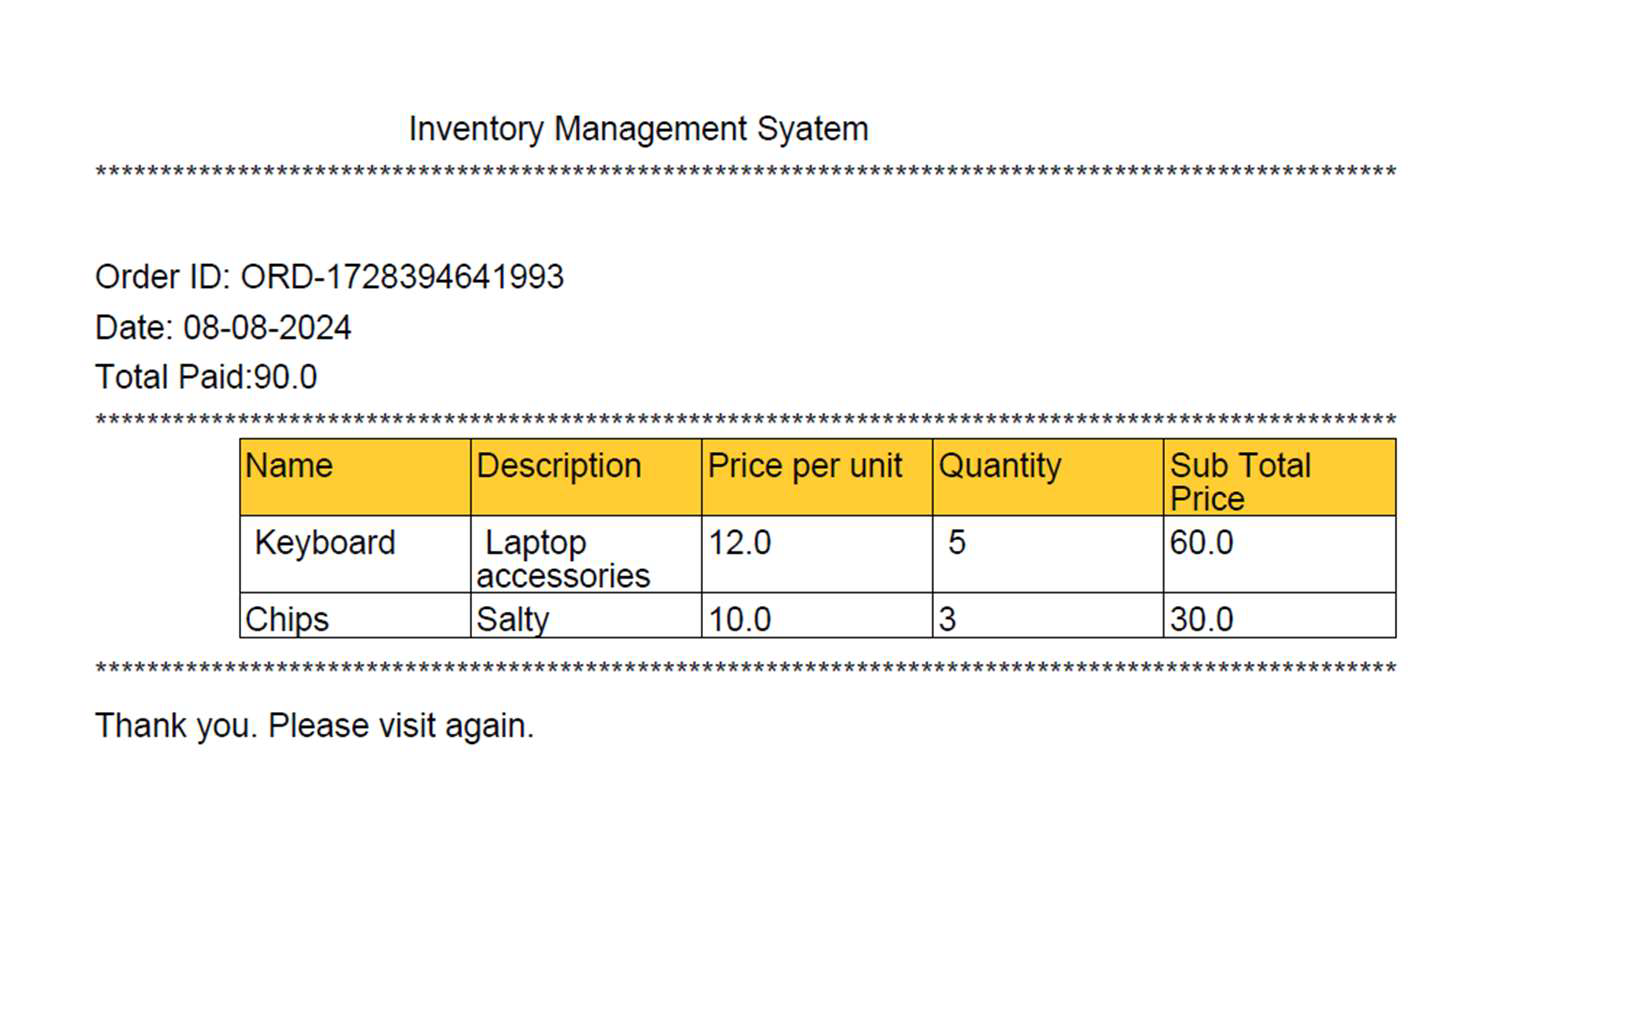 Inventory Management Syatem
*****************************************************************************************************
Order ID: ORD-1728394641993
Date: 08-08-2024
Total Paid:90.0
*****************************************************************************************************
Name Description Price per unit Quantity Sub Total
Price
Keyboard Laptop 12.0 5 60.0
accessories
Chips Salty 10.0 3 30.0
*****************************************************************************************************
Thank you. Please visit again.